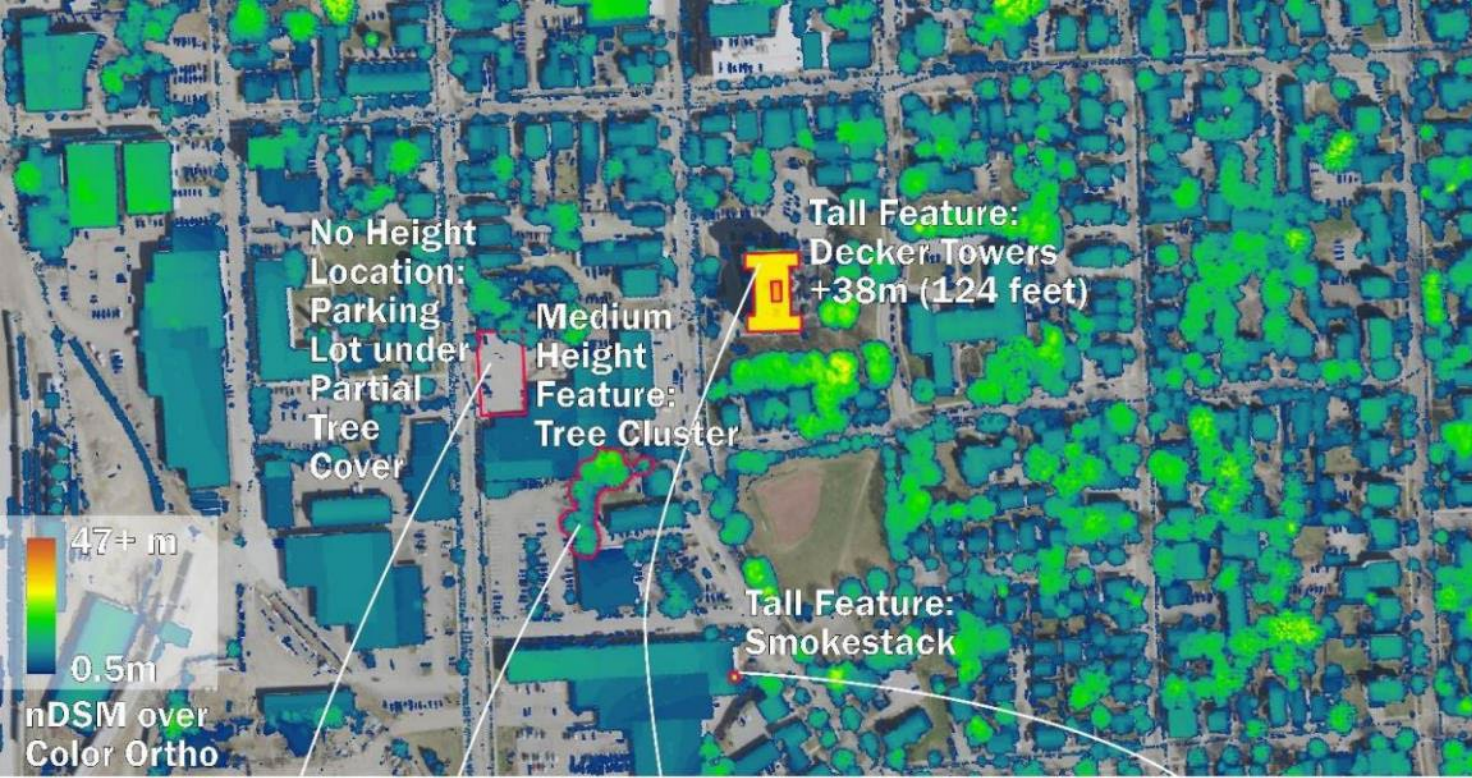 No Height
Location:
Parking
Lot under
Partial
Tree
Cover
Medium
Height
Feature:
Tree Cluster
Tall Feature:
Decker Towers
+38m (124 feet)
Tall Feature:
Smokestack
47+ m
0.5m
nDSM over
Color Ortho